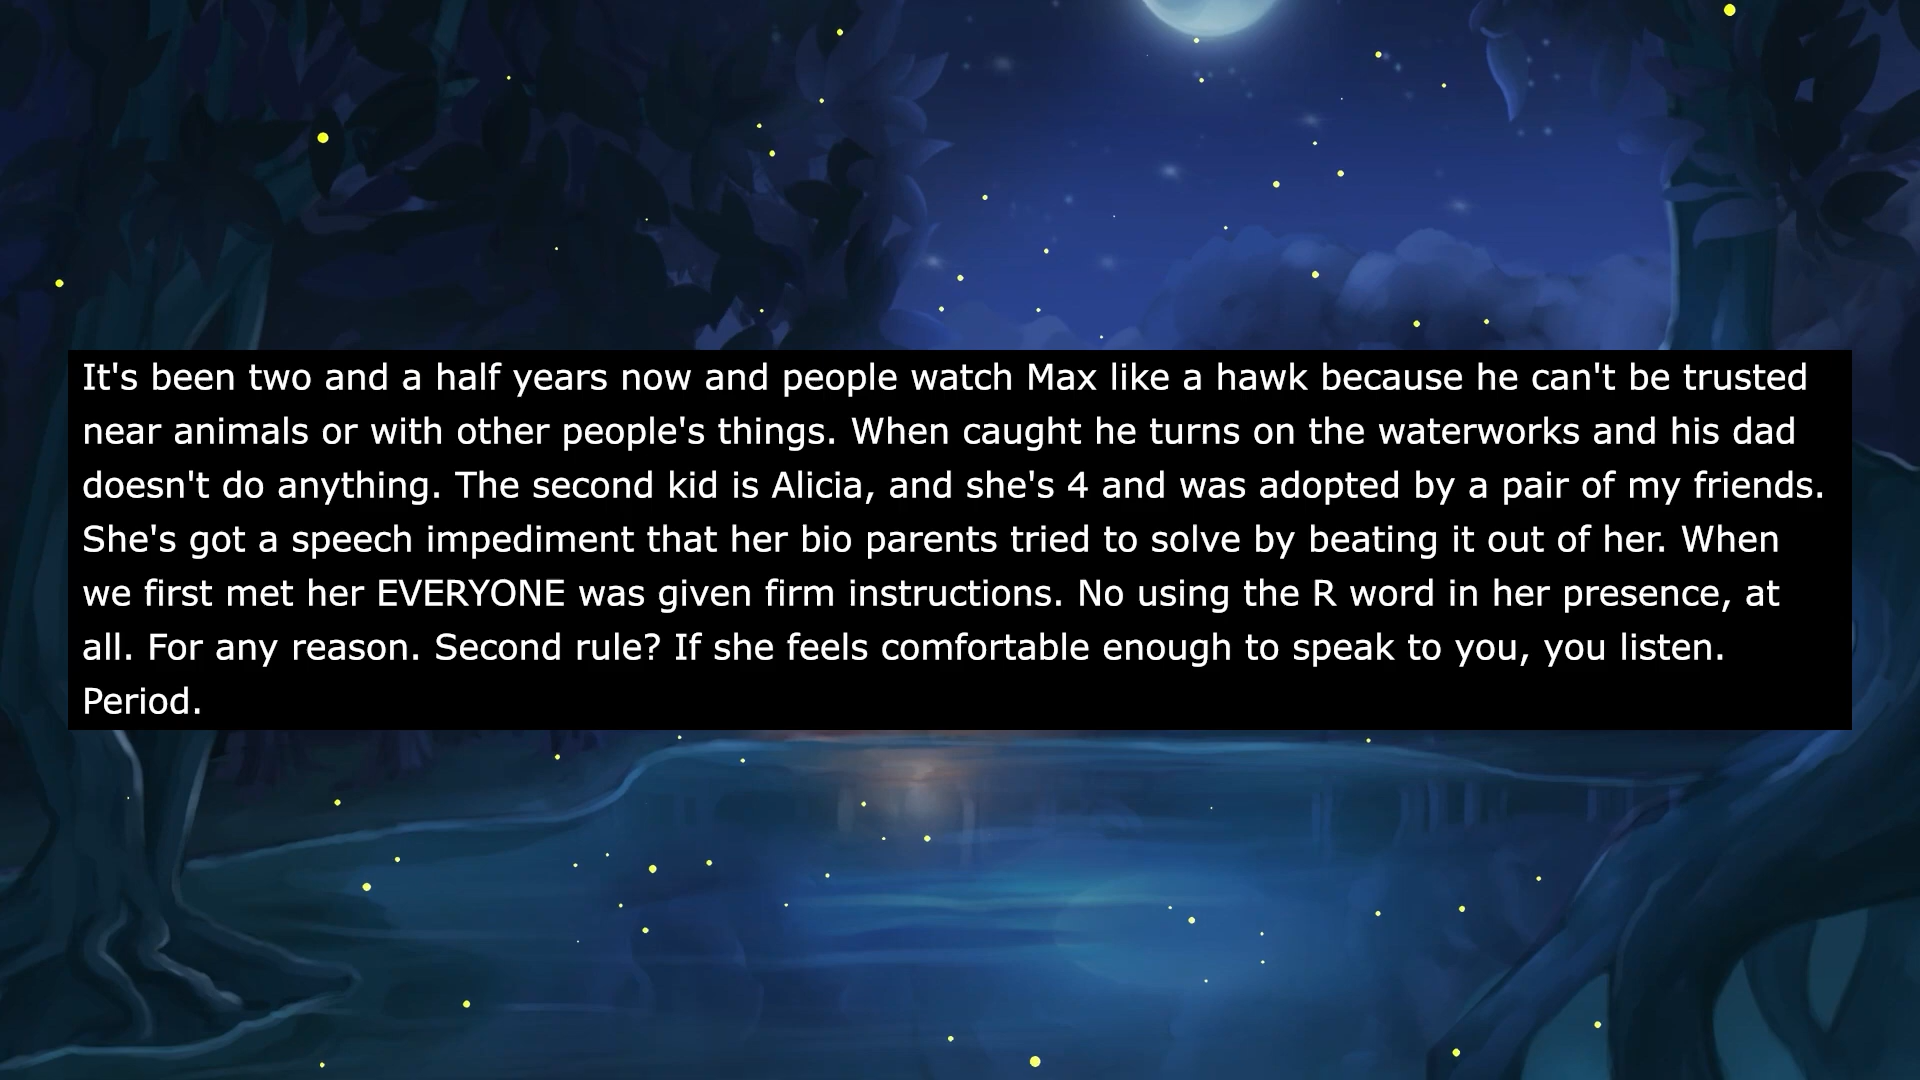 It's been two and a half years now and people watch Max like a hawk because he can't be trusted
near animals or with other people's things. When caught he turns on the waterworks and his dad
doesn't do anything. The second kid is Alicia, and she's 4 and was adopted by a pair of my friends.
She's got a speech impediment that her bio parents tried to solve by beating it out of her. When
we first met her EVERYONE was given firm instructions. No using the R word in her presence, at
all. For any reason. Second rule? If she feels comfortable enough to speak to you, you listen.
Period.